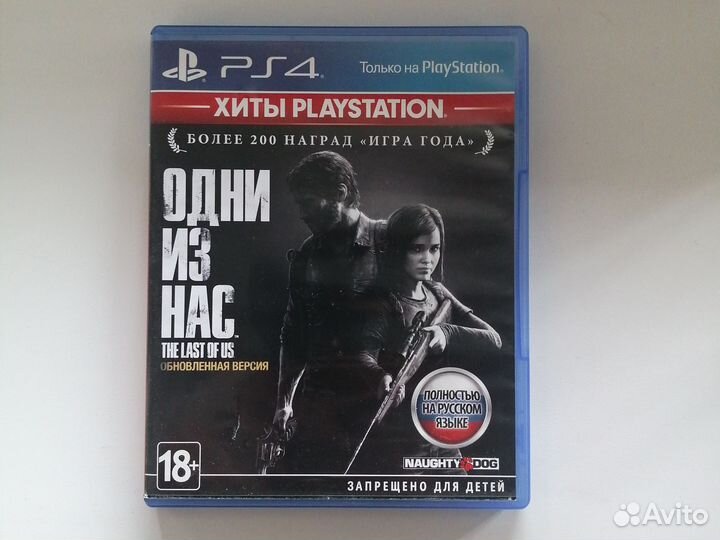 PS4
Только на PlayStation
ХИТЫ PLAYSTATION
БОЛЕЕ 200 НАГРАД «ИГРА ГОДА»
ОДНИ
ИЗ
НАС
THE LAST OF US
ОБНОВЛЕННАЯ ВЕРСИЯ
ПОЛНОСТЬЮ
НА РУССКОМ
ЯЗЫКЕ
18+
NAUGHTY DOG
ЗАПРЕЩЕНО ДЛЯ ДЕТЕЙ
Avito